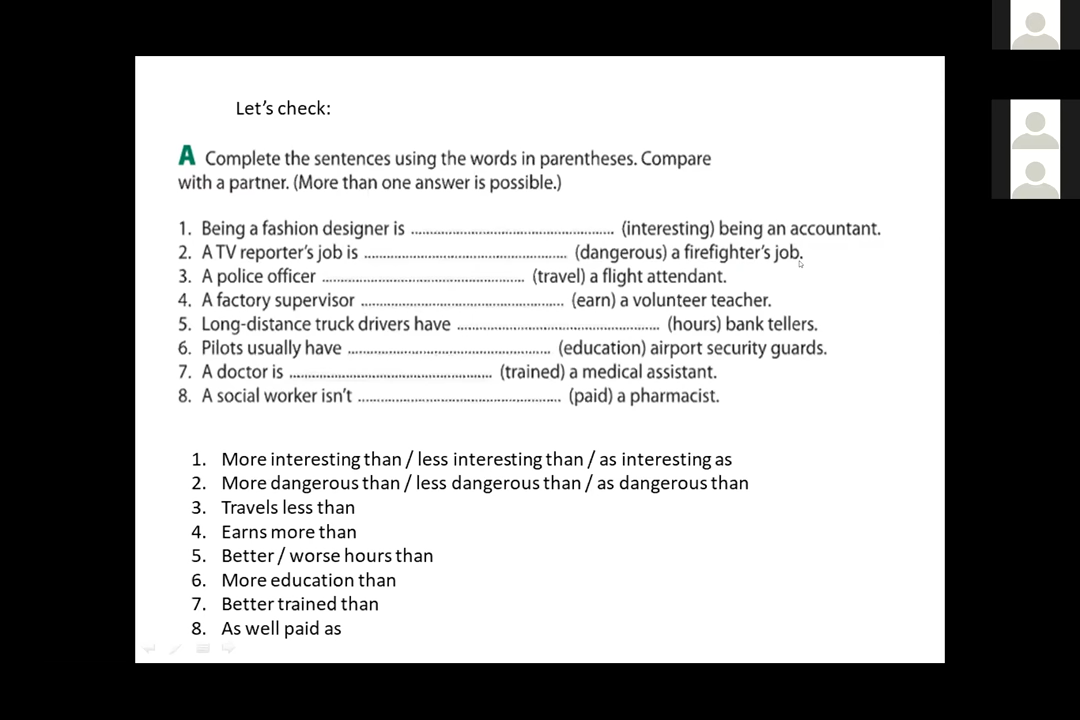 Let's check:
A Complete the sentences using the words in parentheses. Compare
with a partner. (More than one answer is possible.)
1. Being a fashion designer is ........................................................ (interesting) being an accountant.
2. A TV reporter's job is ........................................................ (dangerous) a firefighter's job.
3. A police officer ........................................................ (travel) a flight attendant.
4. A factory supervisor ........................................................ (earn) a volunteer teacher.
5. Long-distance truck drivers have ........................................................ (hours) bank tellers.
6. Pilots usually have ........................................................ (education) airport security guards.
7. A doctor is ........................................................ (trained) a medical assistant.
8. A social worker isn't ........................................................ (paid) a pharmacist.
1. More interesting than / less interesting than / as interesting as
2. More dangerous than / less dangerous than / as dangerous than
3. Travels less than
4. Earns more than
5. Better / worse hours than
6. More education than
7. Better trained than
8. As well paid as